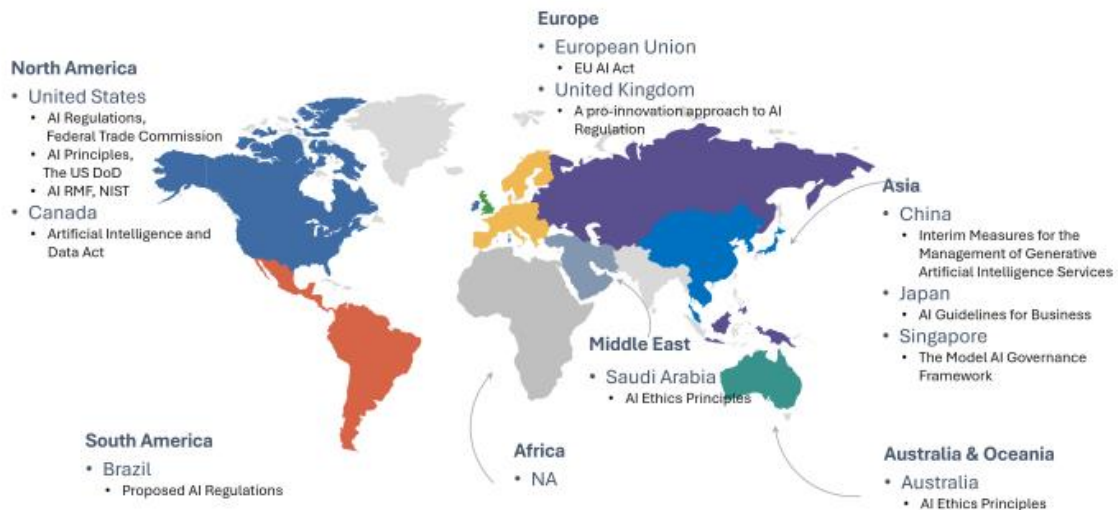 Europe
• European Union
• EU AI Act
• United Kingdom
• A pro-innovation approach to AI
Regulation
North America
• United States
• AI Regulations,
Federal Trade Commission
• AI Principles,
The US DoD
• AI RMF, NIST
• Canada
• Artificial Intelligence and
Data Act
Asia
• China
• Interim Measures for the
Management of Generative
Artificial Intelligence Services
• Japan
• AI Guidelines for Business
• Singapore
• The Model AI Governance
Framework
Middle East
• Saudi Arabia
• AI Ethics Principles
South America
• Brazil
• Proposed AI Regulations
Africa
• NA
Australia & Oceania
• Australia
• AI Ethics Principles